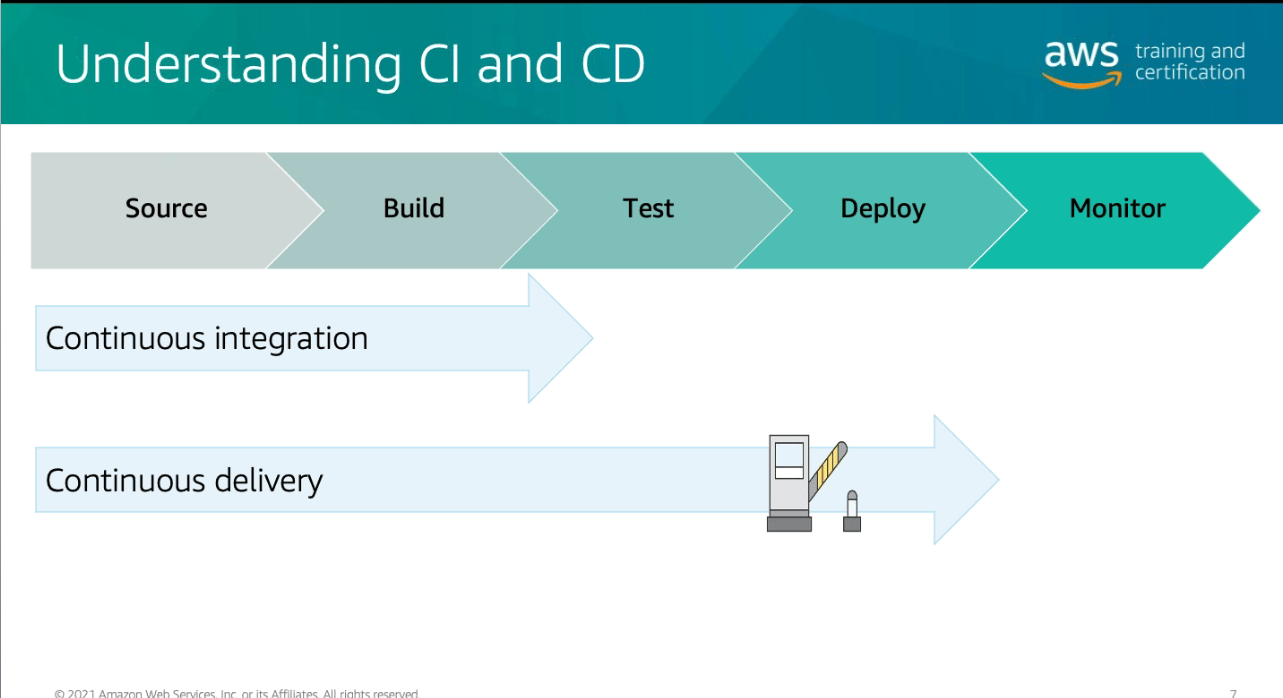 Understanding CI and CD
aws training and
certification
Source
Build
Test
Deploy
Monitor
Continuous integration
Continuous delivery
© 2021 Amazon Web Services, Inc. or its Affiliates. All rights reserved.
7